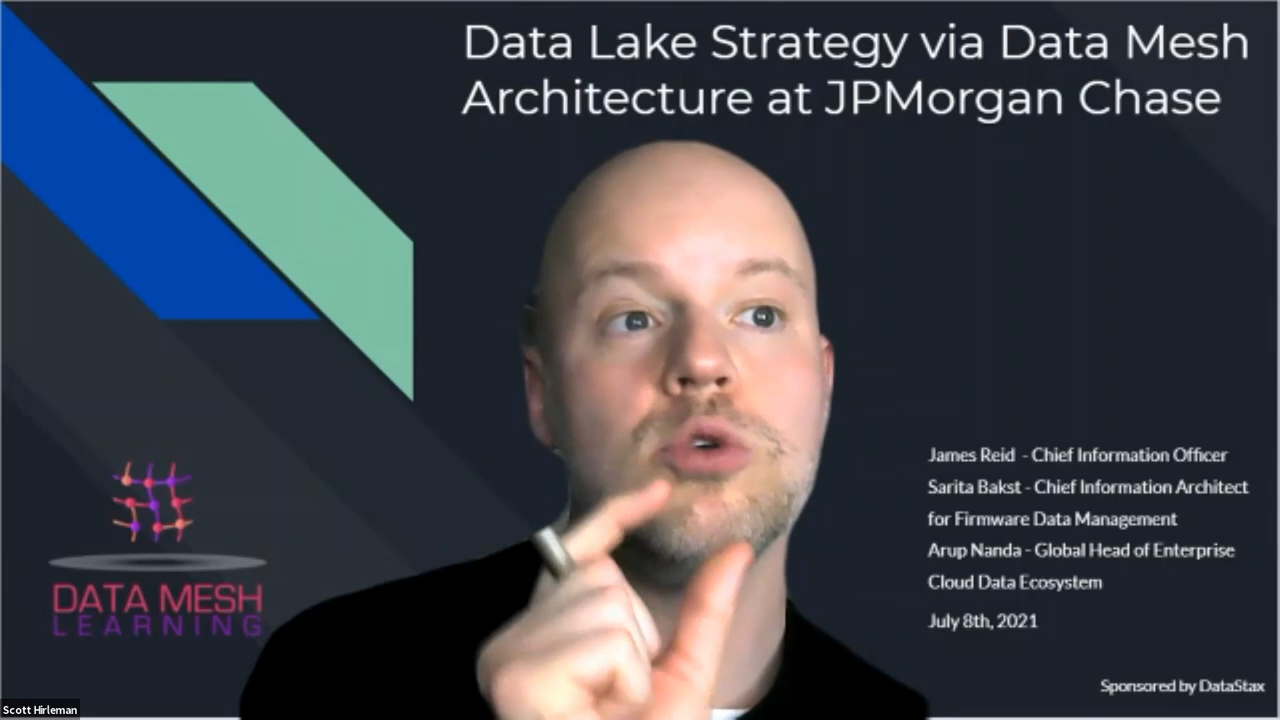 Data Lake Strategy via Data Mesh
Architecture at JPMorgan Chase
James Reid - Chief Information Officer
Sarita Bakst - Chief Information Architect
for Firmware Data Management
Arup Nanda - Global Head of Enterprise
Cloud Data Ecosystem
July 8th, 2021
DATA MESH
LEARNING
Sponsored by DataStax
Scott Hirleman